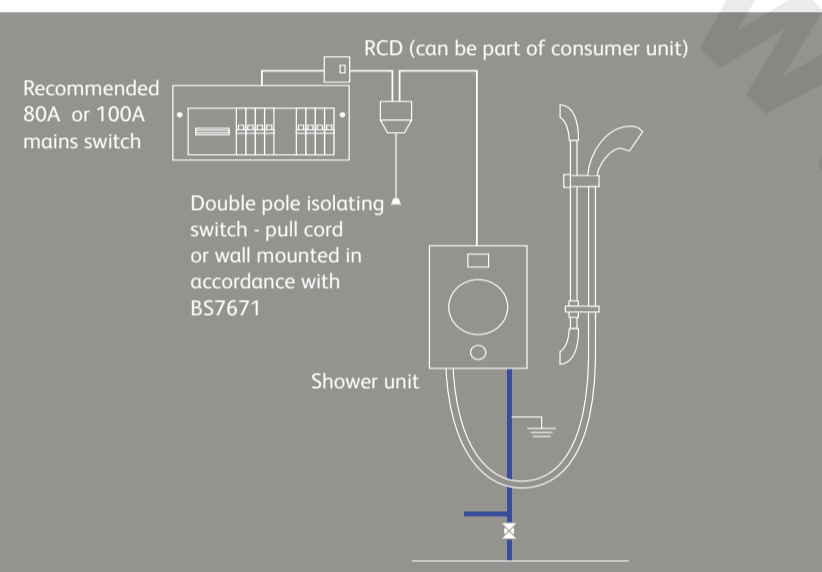 RCD (can be part of consumer unit)
Recommended
80A or 100A
mains switch
Double pole isolating
switch - pull cord
or wall mounted in
accordance with
BS7671
Shower unit